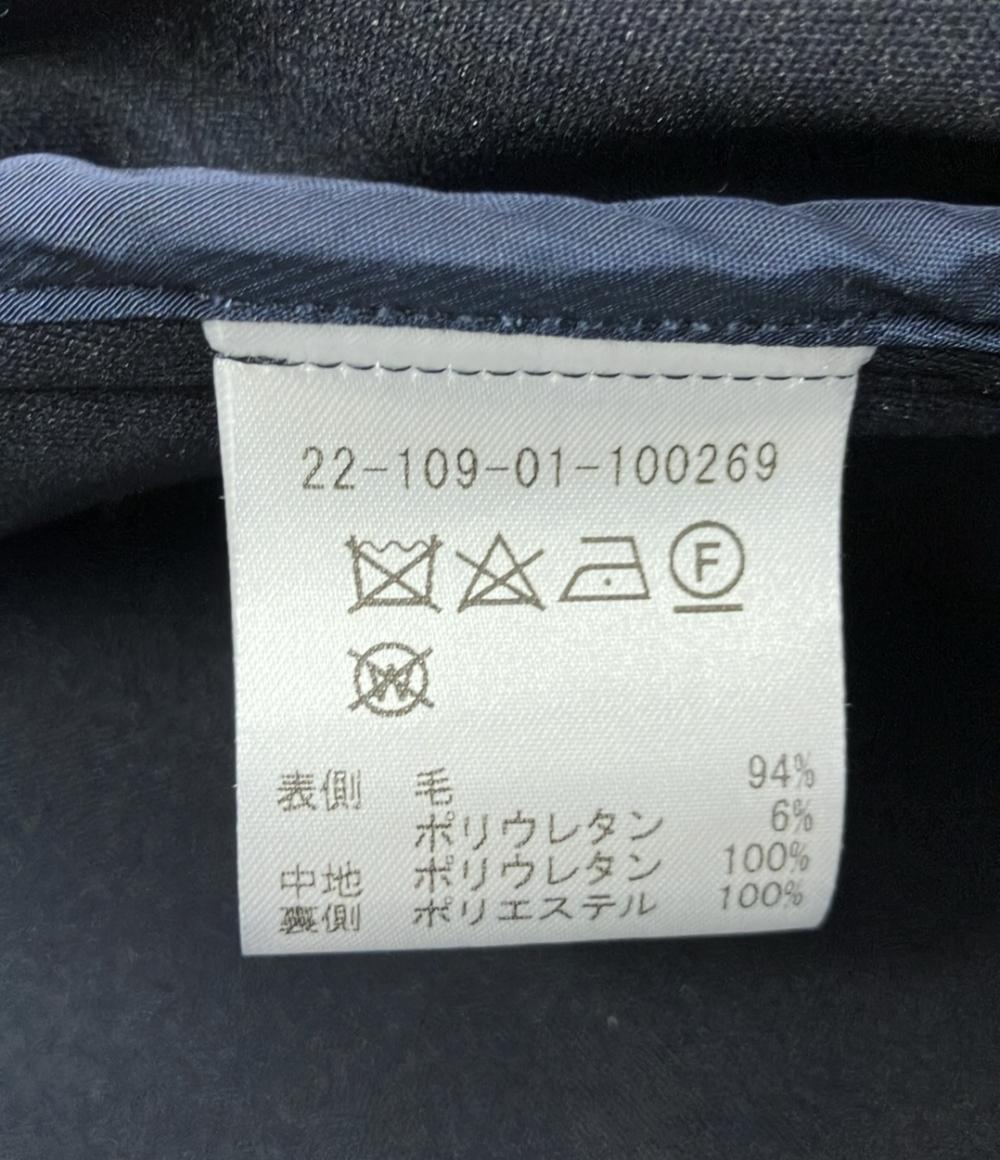 22-109-01-100269
F
W
表側 毛 94%
ポリウレタン 6%
中地 ポリウレタン 100%
裏側 ポリエステル 100%